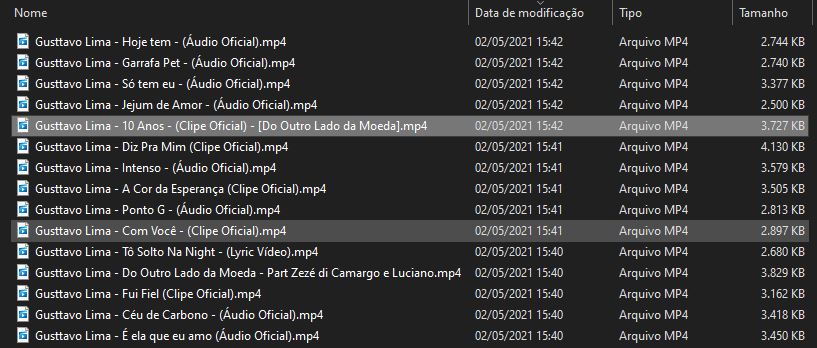 Nome Data de modificação Tipo Tamanho
Gusttavo Lima - Hoje tem - (Áudio Oficial).mp4 02/05/2021 15:42 Arquivo MP4 2.744 KB
Gusttavo Lima - Garrafa Pet - (Áudio Oficial).mp4 02/05/2021 15:42 Arquivo MP4 2.740 KB
Gusttavo Lima - Só tem eu - (Áudio Oficial).mp4 02/05/2021 15:42 Arquivo MP4 3.377 KB
Gusttavo Lima - Jejum de Amor - (Áudio Oficial).mp4 02/05/2021 15:42 Arquivo MP4 2.500 KB
Gusttavo Lima - 10 Anos - (Clipe Oficial) - [Do Outro Lado da Moeda].mp4 02/05/2021 15:42 Arquivo MP4 3.727 KB
Gusttavo Lima - Diz Pra Mim (Clipe Oficial).mp4 02/05/2021 15:41 Arquivo MP4 4.130 KB
Gusttavo Lima - Intenso - (Áudio Oficial).mp4 02/05/2021 15:41 Arquivo MP4 3.579 KB
Gusttavo Lima - A Cor da Esperança (Clipe Oficial).mp4 02/05/2021 15:41 Arquivo MP4 3.505 KB
Gusttavo Lima - Ponto G - (Áudio Oficial).mp4 02/05/2021 15:41 Arquivo MP4 2.813 KB
Gusttavo Lima - Com Você - (Clipe Oficial).mp4 02/05/2021 15:41 Arquivo MP4 2.897 KB
Gusttavo Lima - Tô Solto Na Night - (Lyric Vídeo).mp4 02/05/2021 15:40 Arquivo MP4 2.680 KB
Gusttavo Lima - Do Outro Lado da Moeda - Part Zezé di Camargo e Luciano.mp4 02/05/2021 15:40 Arquivo MP4 3.829 KB
Gusttavo Lima - Fui Fiel (Clipe Oficial).mp4 02/05/2021 15:40 Arquivo MP4 3.162 KB
Gusttavo Lima - Céu de Carbono - (Áudio Oficial).mp4 02/05/2021 15:40 Arquivo MP4 3.418 KB
Gusttavo Lima - É ela que eu amo (Áudio Oficial).mp4 02/05/2021 15:40 Arquivo MP4 3.450 KB